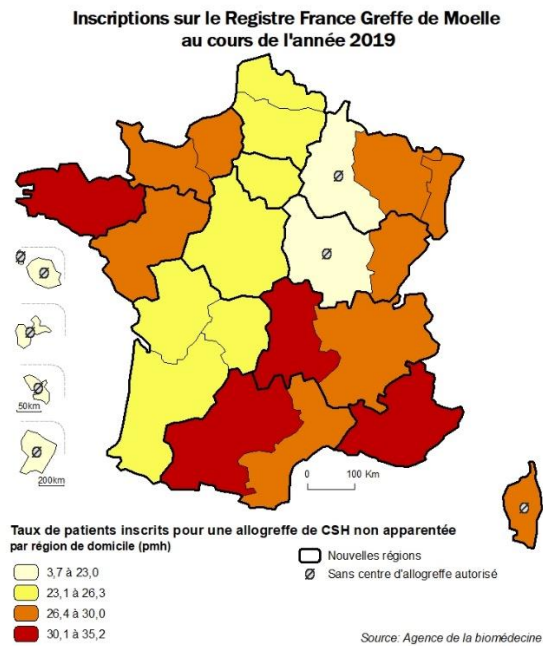 Inscriptions sur le Registre France Greffe de Moelle
au cours de l'année 2019
50km
200km
0 100 Km
Taux de patients inscrits pour une allogreffe de CSH non apparentée
par région de domicile (pmh)
3,7 à 23,0
23,1 à 26,3
26,4 à 30,0
30,1 à 35,2
Nouvelles régions
Sans centre d'allogreffe autorisé
Source: Agence de la biomédecine